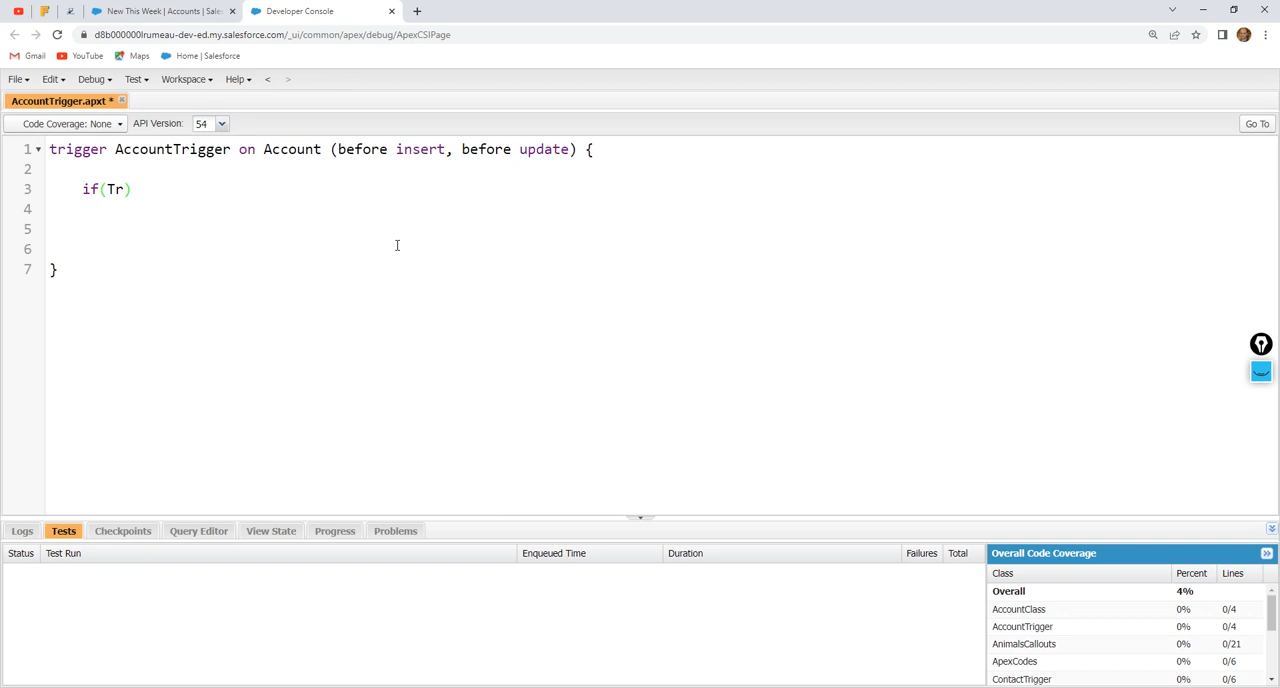 New This Week | Accounts | Sales
Developer Console
d8b000000lrumeau-dev-ed.my.salesforce.com/_ui/common/apex/debug/ApexCSIPage
Gmail YouTube Maps Home | Salesforce
File Edit Debug Test Workspace Help < >
AccountTrigger.apxt *
Code Coverage: None API Version: 54 Go To
1 trigger AccountTrigger on Account (before insert, before update) {
2
3 if(Tr)
4
5
6
7 }
Logs Tests Checkpoints Query Editor View State Progress Problems
Status Test Run Enqueued Time Duration Failures Total
Overall Code Coverage
Class Percent Lines
Overall 4%
AccountClass 0% 0/4
AccountTrigger 0% 0/4
AnimalsCallouts 0% 0/21
ApexCodes 0% 0/6
ContactTrigger 0% 0/6